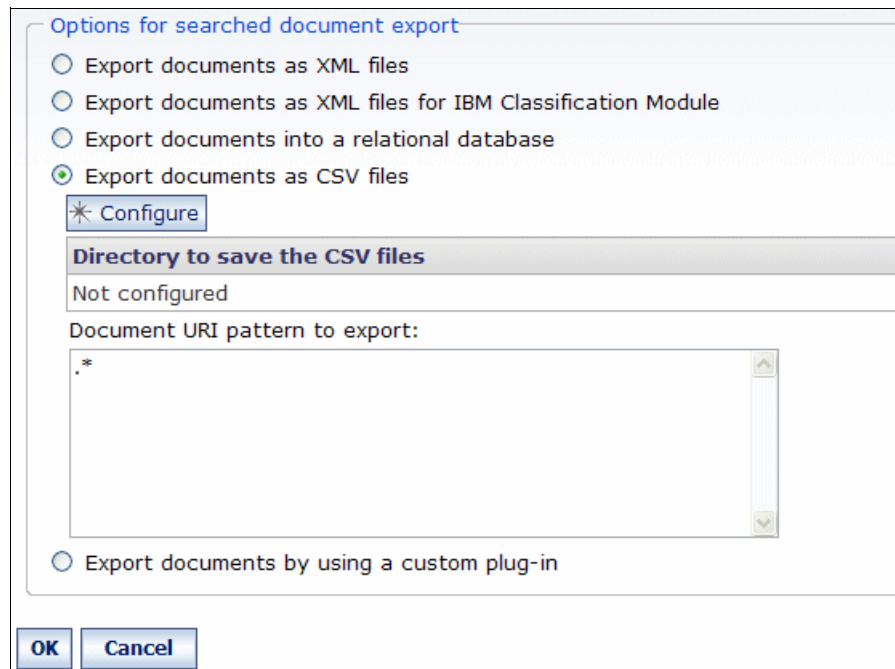 Options for searched document export
Export documents as XML files
Export documents as XML files for IBM Classification Module
Export documents into a relational database
Export documents as CSV files
Configure
Directory to save the CSV files
Not configured
Document URI pattern to export:
.*
Export documents by using a custom plug-in
OK Cancel